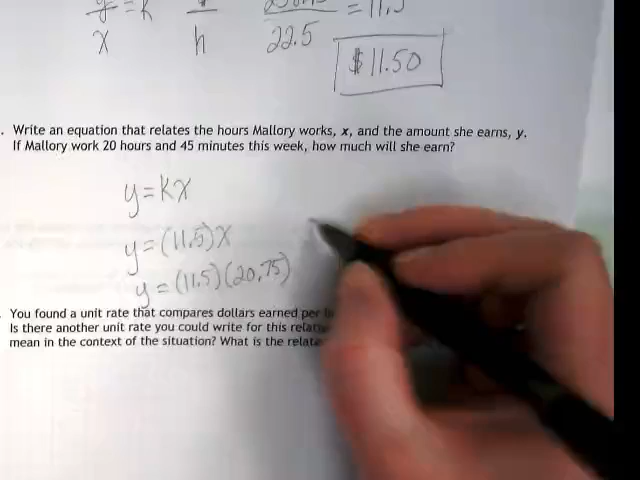 y/x = k $/h /22.5 = 11.5
$11.50
. Write an equation that relates the hours Mallory works, x, and the amount she earns, y.
If Mallory work 20 hours and 45 minutes this week, how much will she earn?
y = kx
y = (11.5)x
y = (11.5)(20.75)
. You found a unit rate that compares dollars earned per
Is there another unit rate you could write for this
mean in the context of the situation? What is the